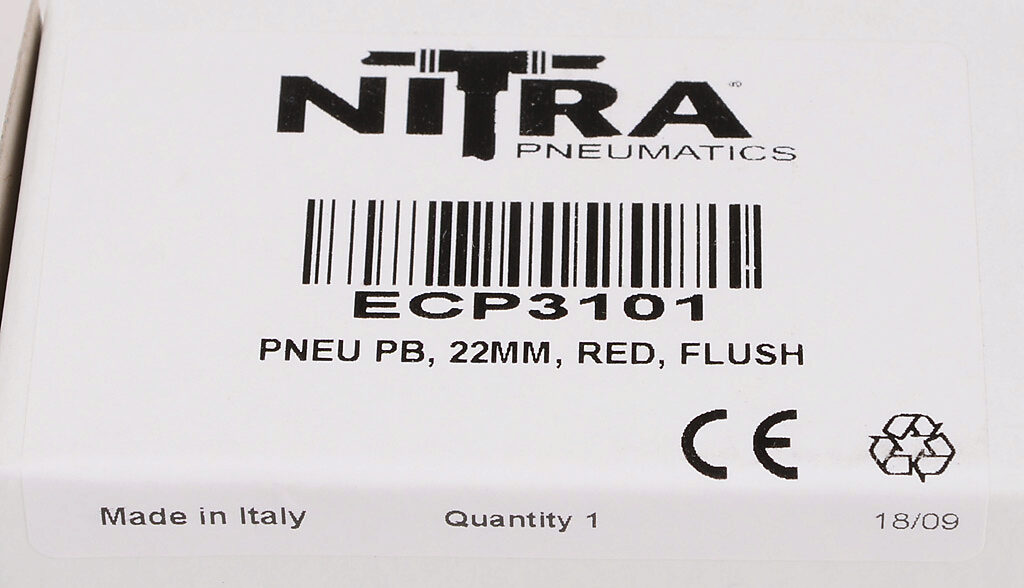 NITRA®
PNEUMATICS
ECP3101
PNEU PB, 22MM, RED, FLUSH
CE
Made in Italy Quantity 1 18/09